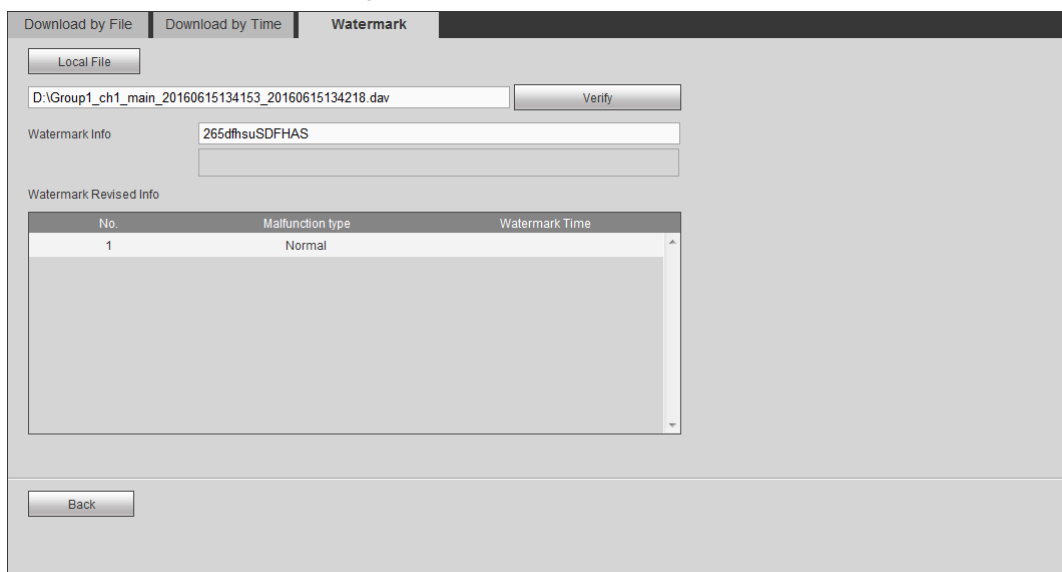 Download by File Download by Time Watermark
Local File
D:\Group1_ch1_main_20160615134153_20160615134218.dav Verify
Watermark Info 265dfhsuSDFHAS
Watermark Revised Info
No. Malfunction type Watermark Time
1 Normal
Back